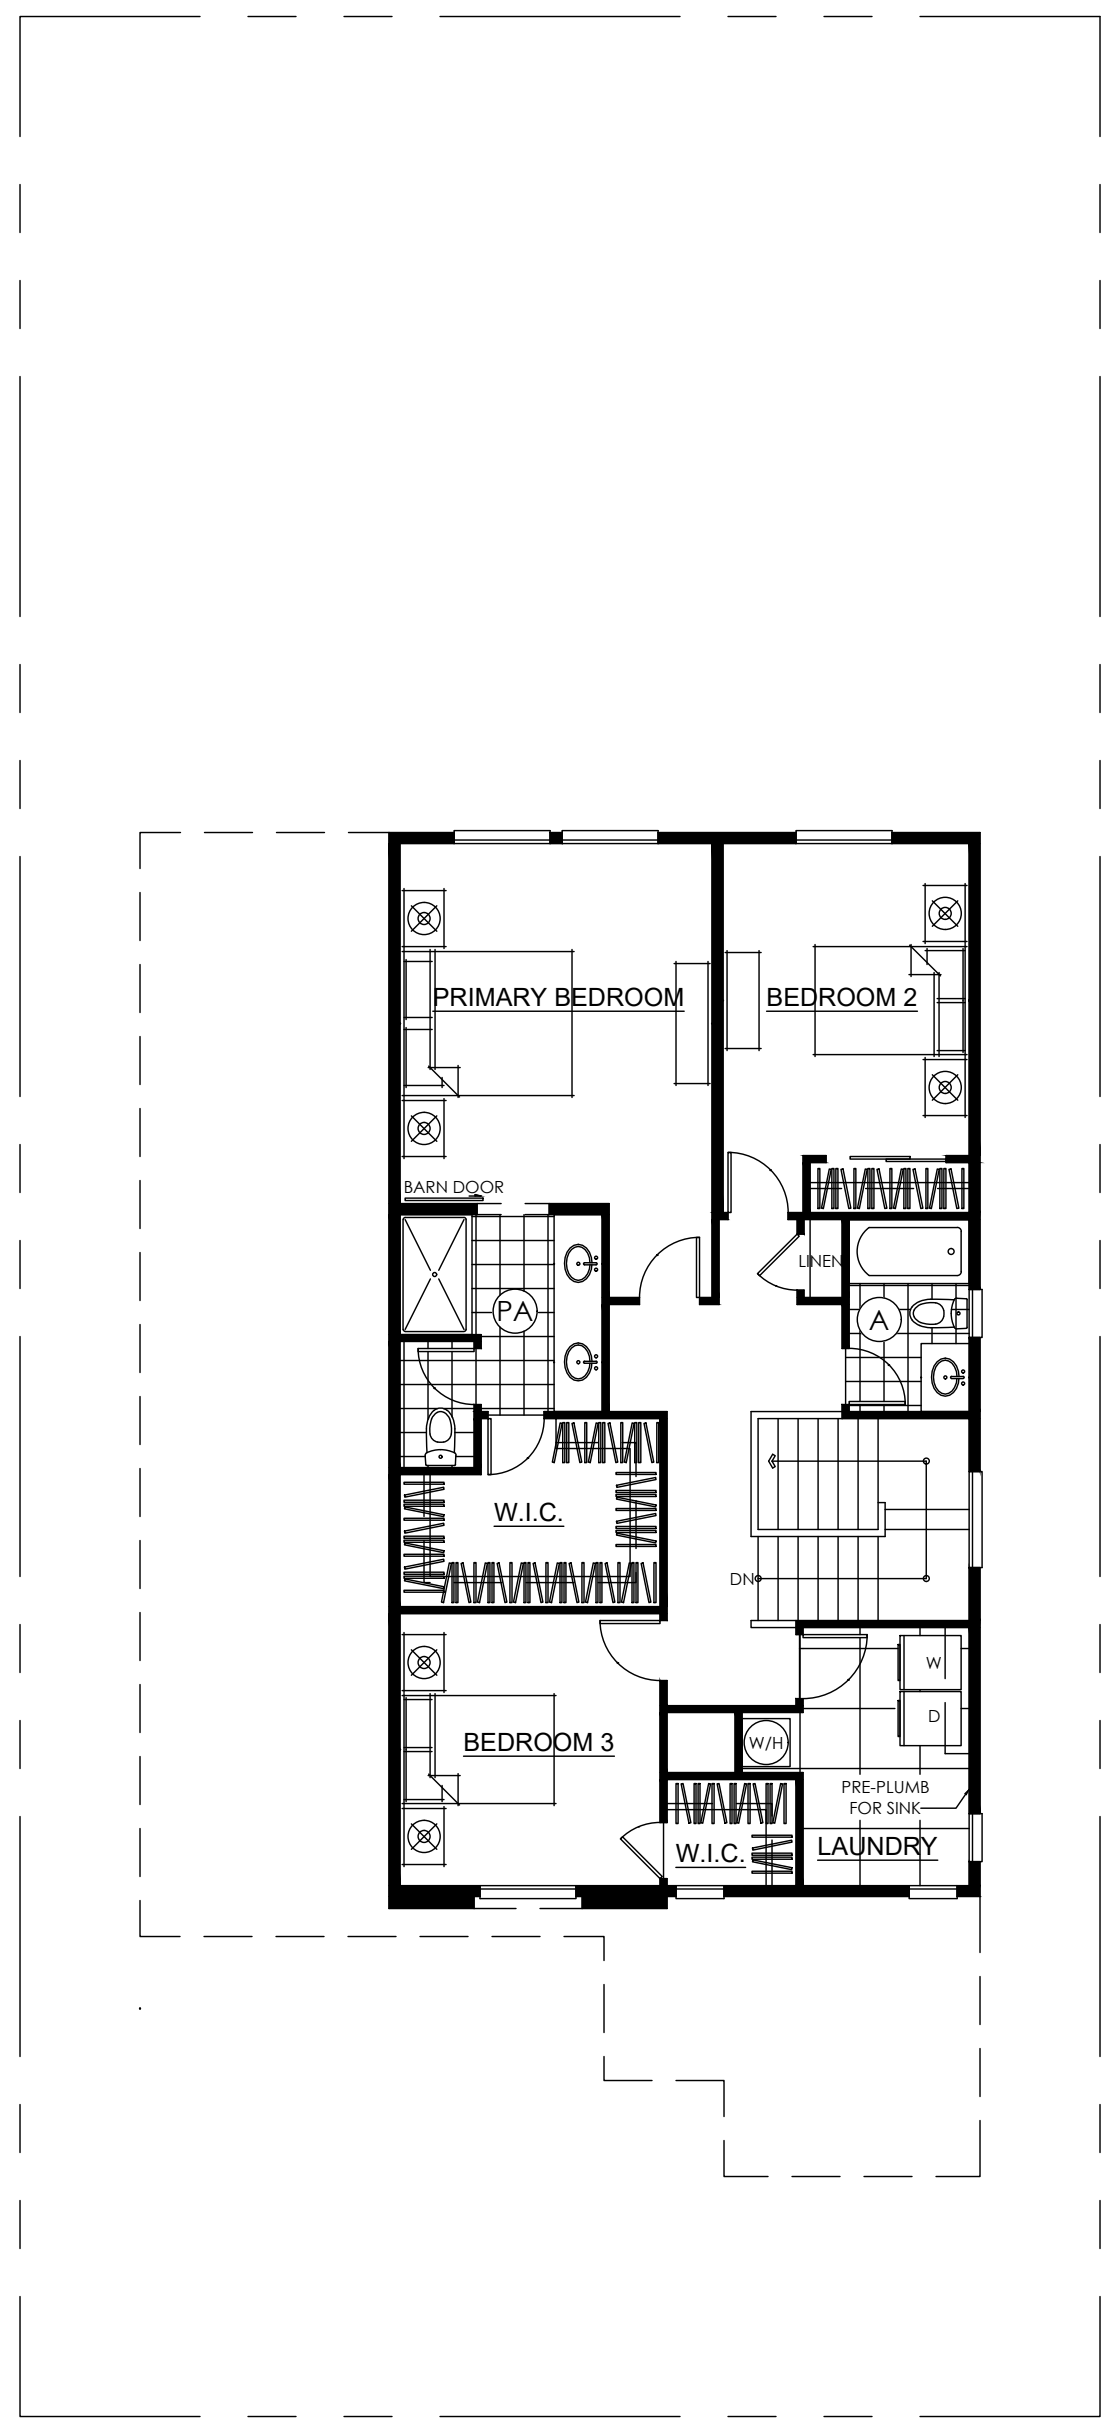 PRIMARY BEDROOM
BEDROOM 2
BARN DOOR
LINEN
PA
A
W.I.C.
DN
W
D
BEDROOM 3
W/H
PRE-PLUMB
FOR SINK
W.I.C.
LAUNDRY